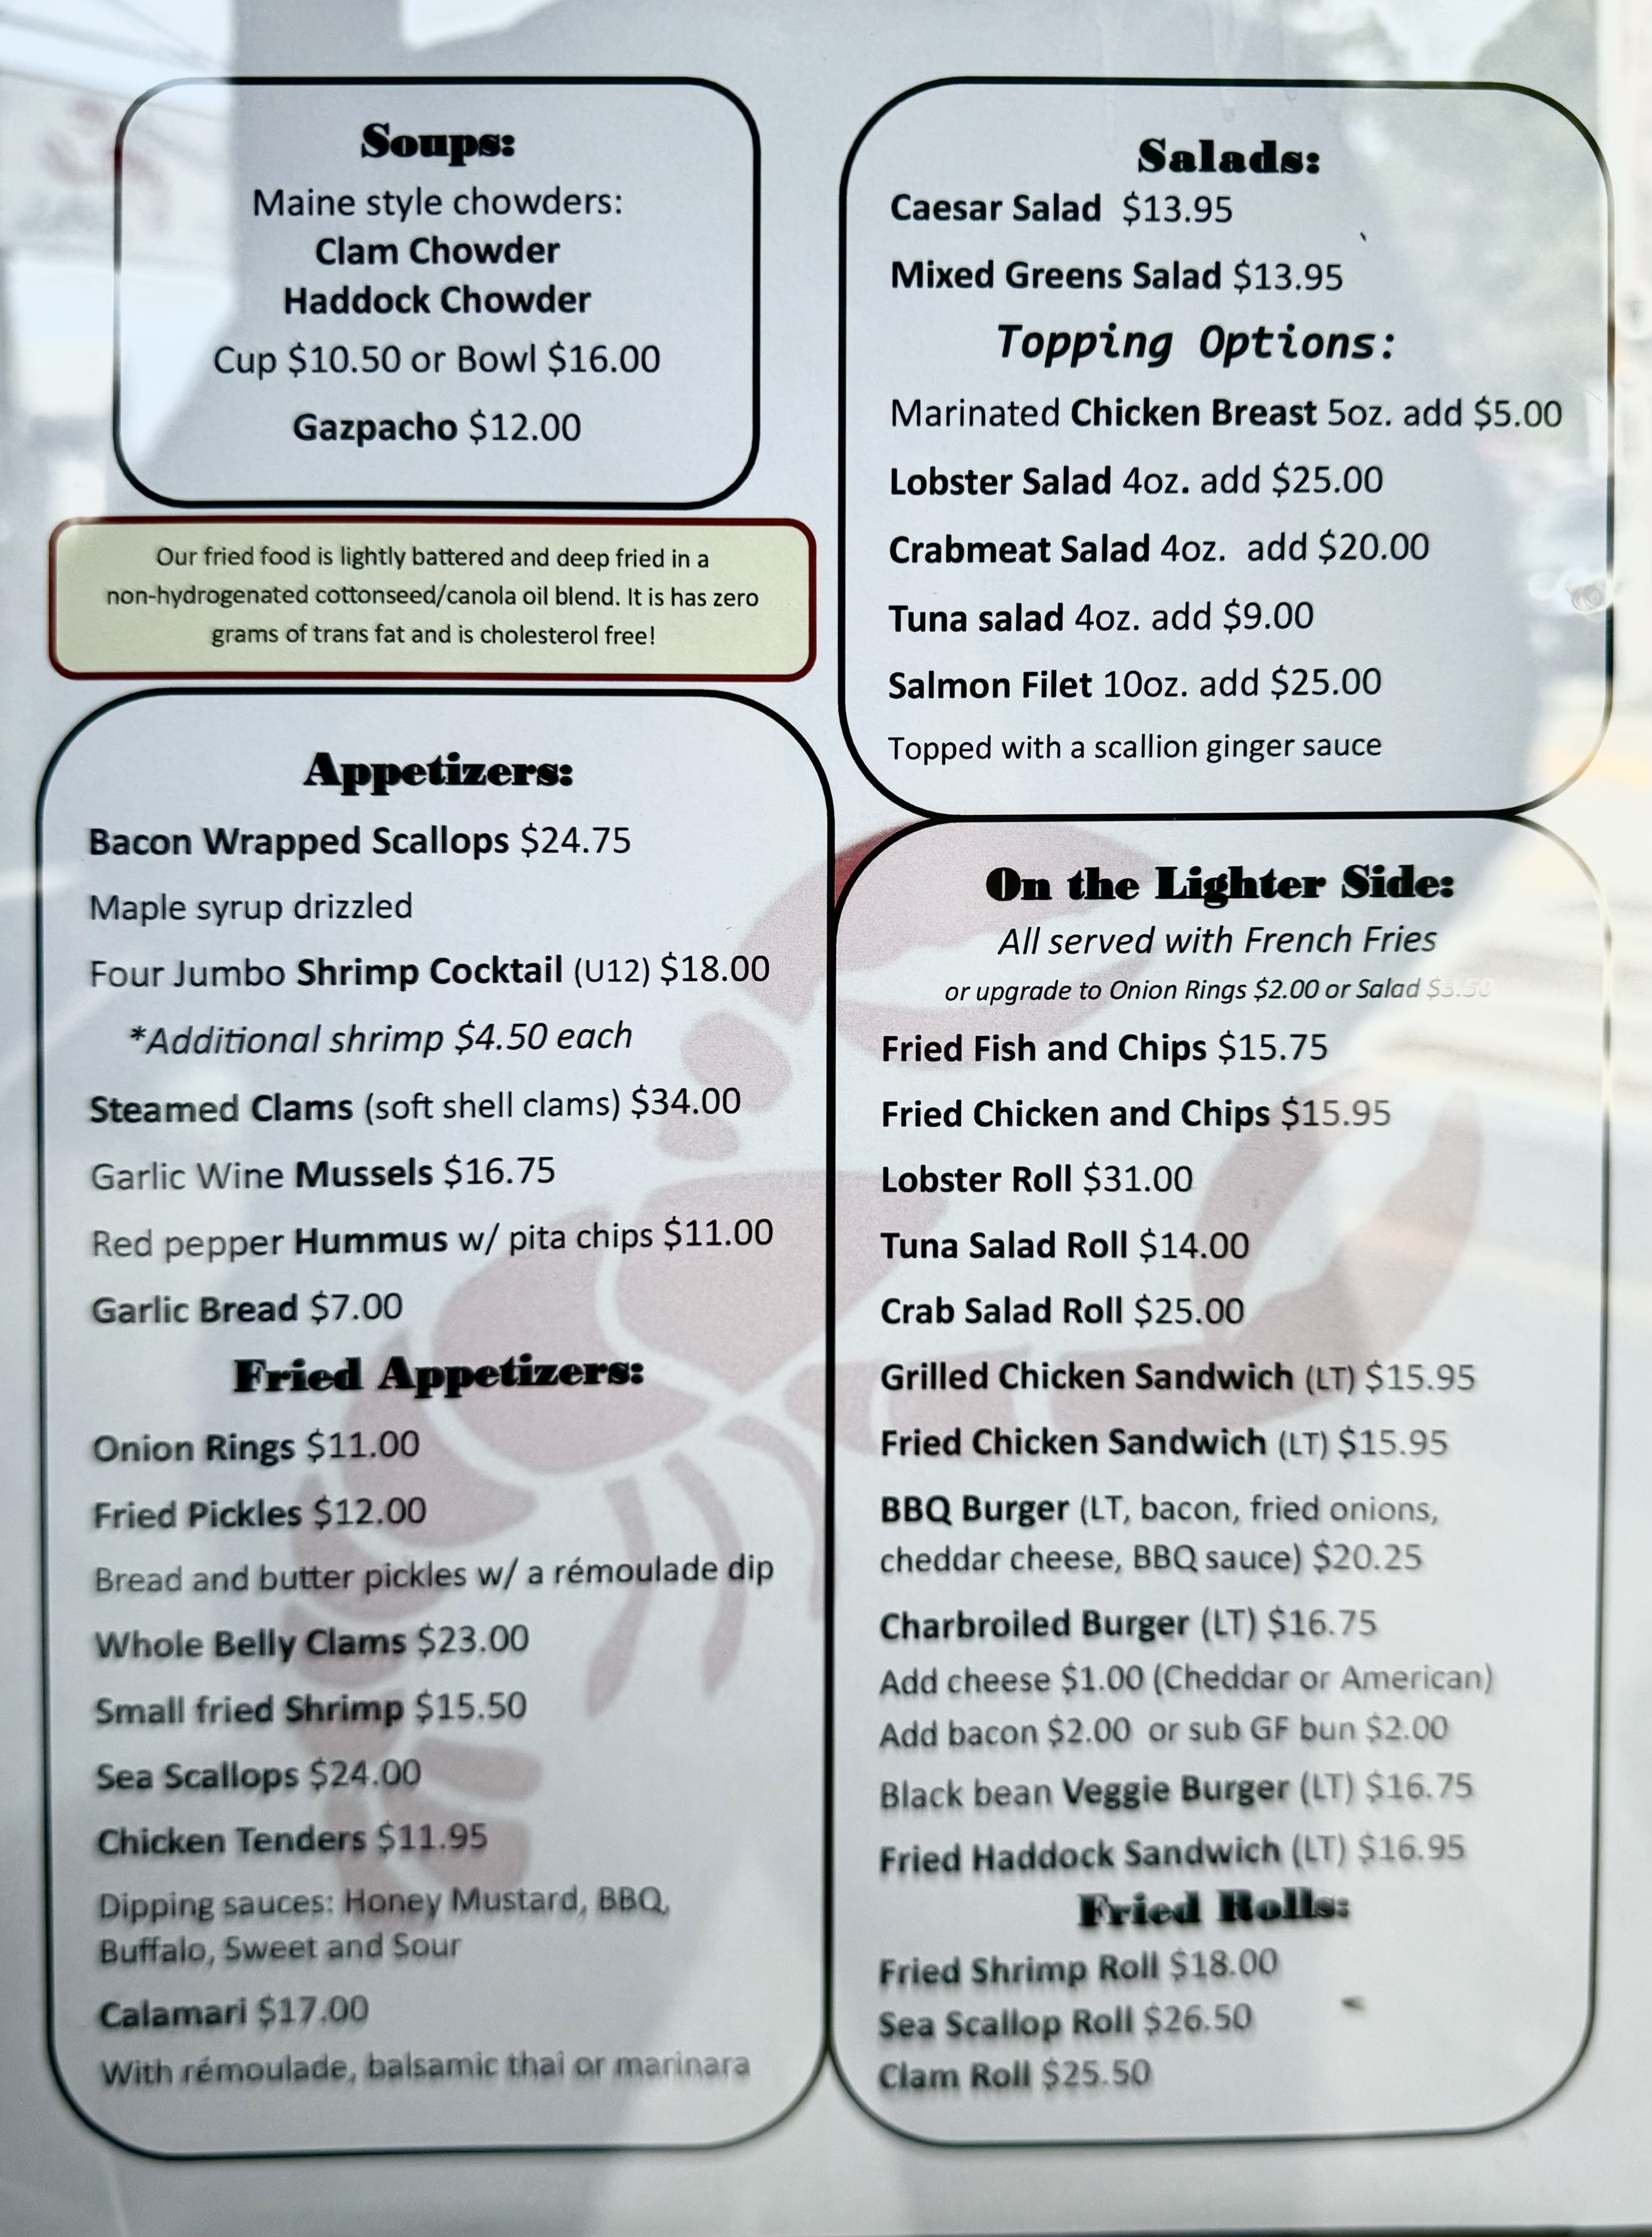 Soups:
Maine style chowders:
Clam Chowder
Haddock Chowder
Cup $10.50 or Bowl $16.00
Gazpacho $12.00
Our fried food is lightly battered and deep fried in a
non-hydrogenated cottonseed/canola oil blend. It is has zero
grams of trans fat and is cholesterol free!
Appetizers:
Bacon Wrapped Scallops $24.75
Maple syrup drizzled
Four Jumbo Shrimp Cocktail (U12) $18.00
*Additional shrimp $4.50 each
Steamed Clams (soft shell clams) $34.00
Garlic Wine Mussels $16.75
Red pepper Hummus w/ pita chips $11.00
Garlic Bread $7.00
Fried Appetizers:
Onion Rings $11.00
Fried Pickles $12.00
Bread and butter pickles w/ a rémoulade dip
Whole Belly Clams $23.00
Small fried Shrimp $15.50
Sea Scallops $24.00
Chicken Tenders $11.95
Dipping sauces: Honey Mustard, BBQ,
Buffalo, Sweet and Sour
Calamari $17.00
With rémoulade, balsamic thai or marinara
Salads:
Caesar Salad $13.95
Mixed Greens Salad $13.95
Topping Options:
Marinated Chicken Breast 5oz. add $5.00
Lobster Salad 4oz. add $25.00
Crabmeat Salad 4oz. add $20.00
Tuna salad 4oz. add $9.00
Salmon Filet 10oz. add $25.00
Topped with a scallion ginger sauce
On the Lighter Side:
All served with French Fries
or upgrade to Onion Rings $2.00 or Salad $3.50
Fried Fish and Chips $15.75
Fried Chicken and Chips $15.95
Lobster Roll $31.00
Tuna Salad Roll $14.00
Crab Salad Roll $25.00
Grilled Chicken Sandwich (LT) $15.95
Fried Chicken Sandwich (LT) $15.95
BBQ Burger (LT, bacon, fried onions,
cheddar cheese, BBQ sauce) $20.25
Charbroiled Burger (LT) $16.75
Add cheese $1.00 (Cheddar or American)
Add bacon $2.00 or sub GF bun $2.00
Black bean Veggie Burger (LT) $16.75
Fried Haddock Sandwich (LT) $16.95
Fried Rolls:
Fried Shrimp Roll $18.00
Sea Scallop Roll $26.50
Clam Roll $25.50